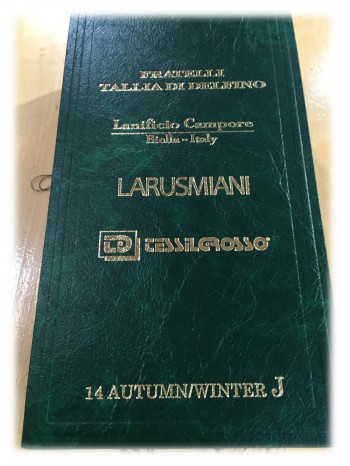 FRATELLI
TALLIA DI DELFINO
Lanificio Campore
Biella - Italy
LARUSMIANI
TESSILGROSSO
14 AUTUMN/WINTER J